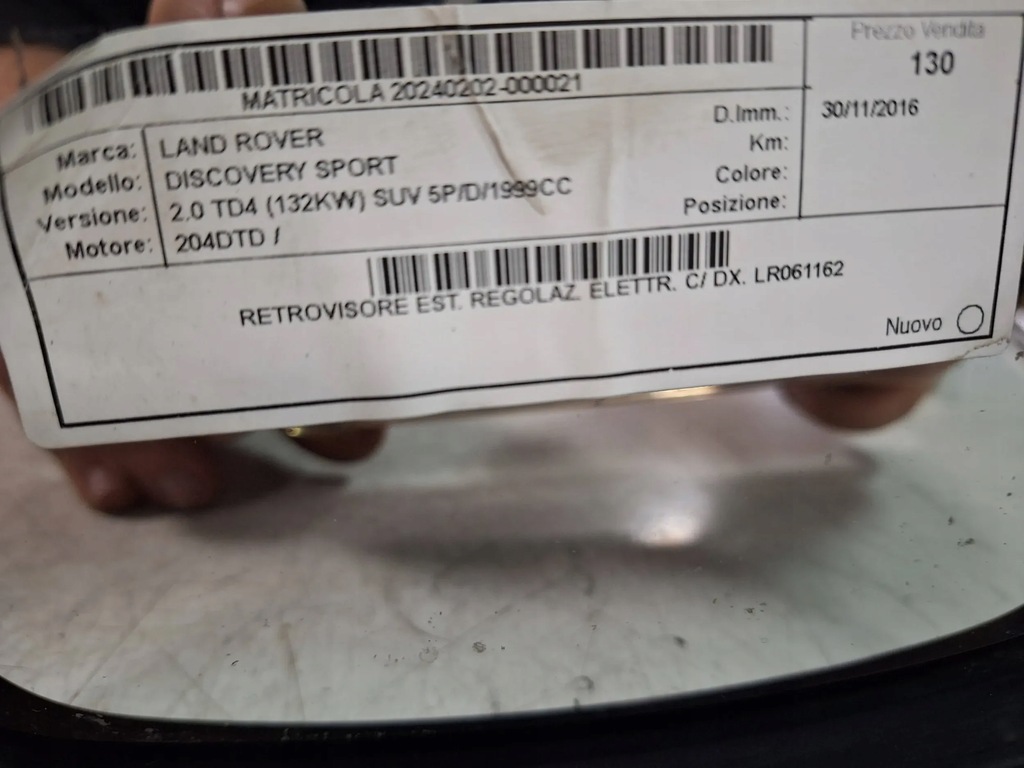 MATRICOLA 20240202-000021
Prezzo Vendita
130
Marca: LAND ROVER
Modello: DISCOVERY SPORT
Versione: 2.0 TD4 (132KW) SUV 5P/D/1999CC
Motore: 204DTD /
D.Imm.: 30/11/2016
Km:
Colore:
Posizione:
RETROVISORE EST. REGOLAZ. ELETTR. C/ DX. LR061162
Nuovo